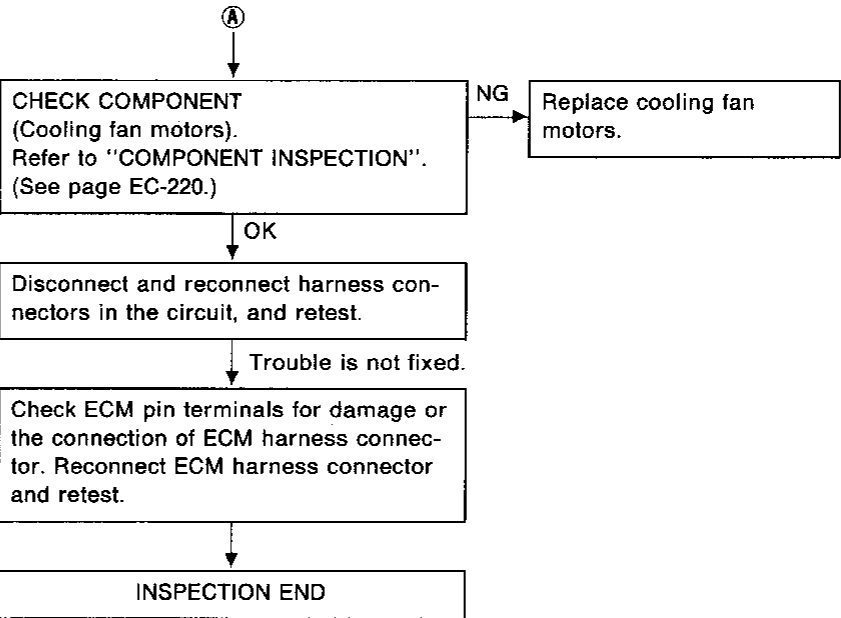 A
CHECK COMPONENT
(Cooling fan motors).
Refer to "COMPONENT INSPECTION".
(See page EC-220.)
NG
Replace cooling fan
motors.
OK
Disconnect and reconnect harness con-
nectors in the circuit, and retest.
Trouble is not fixed.
Check ECM pin terminals for damage or
the connection of ECM harness connec-
tor. Reconnect ECM harness connector
and retest.
INSPECTION END